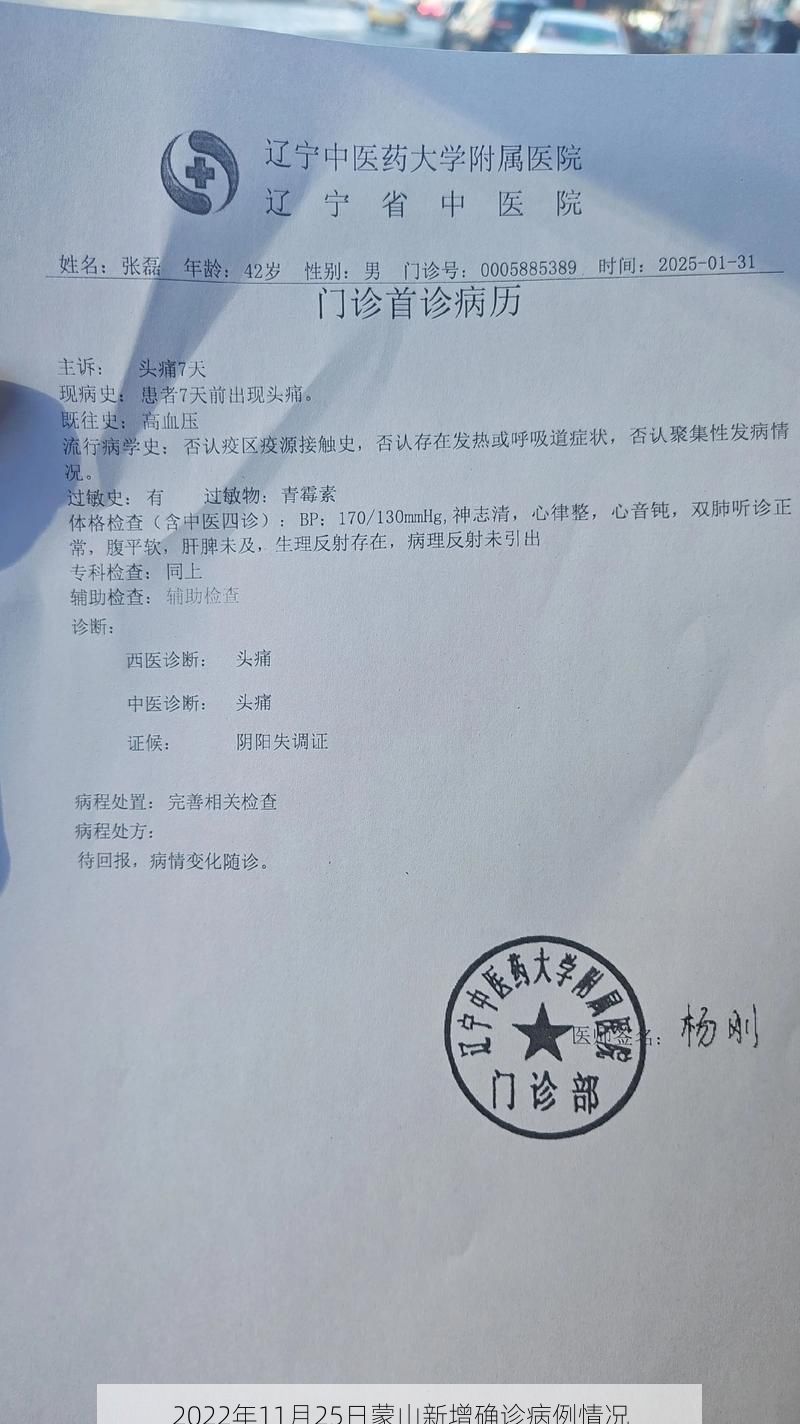 辽宁中医药大学附属医院
辽宁省中医院
姓名：张磊 年龄：42岁 性别：男 门诊号：0005885389 时间：2025-01-31
门诊首诊病历
主诉： 头痛7天
现病史：患者7天前出现头痛。
既往史：高血压
流行病学史：否认疫区疫源接触史，否认存在发热或呼吸道症状，否认聚集性发病情
况。
过敏史：有 过敏物：青霉素
体格检查（含中医四诊）：BP：170/130mmHg,神志清，心律整，心音钝，双肺听诊正
常，腹平软，肝脾未及，生理反射存在，病理反射未引出
专科检查：同上
辅助检查：辅助检查
诊断：
西医诊断： 头痛
中医诊断： 头痛
证候： 阴阳失调证
病程处置：完善相关检查
病程处方：
待回报，病情变化随诊。
辽宁中医药大学附属医院
医师签名：杨刚
门诊部
2022年11月25日蒙山新增确诊病例情况